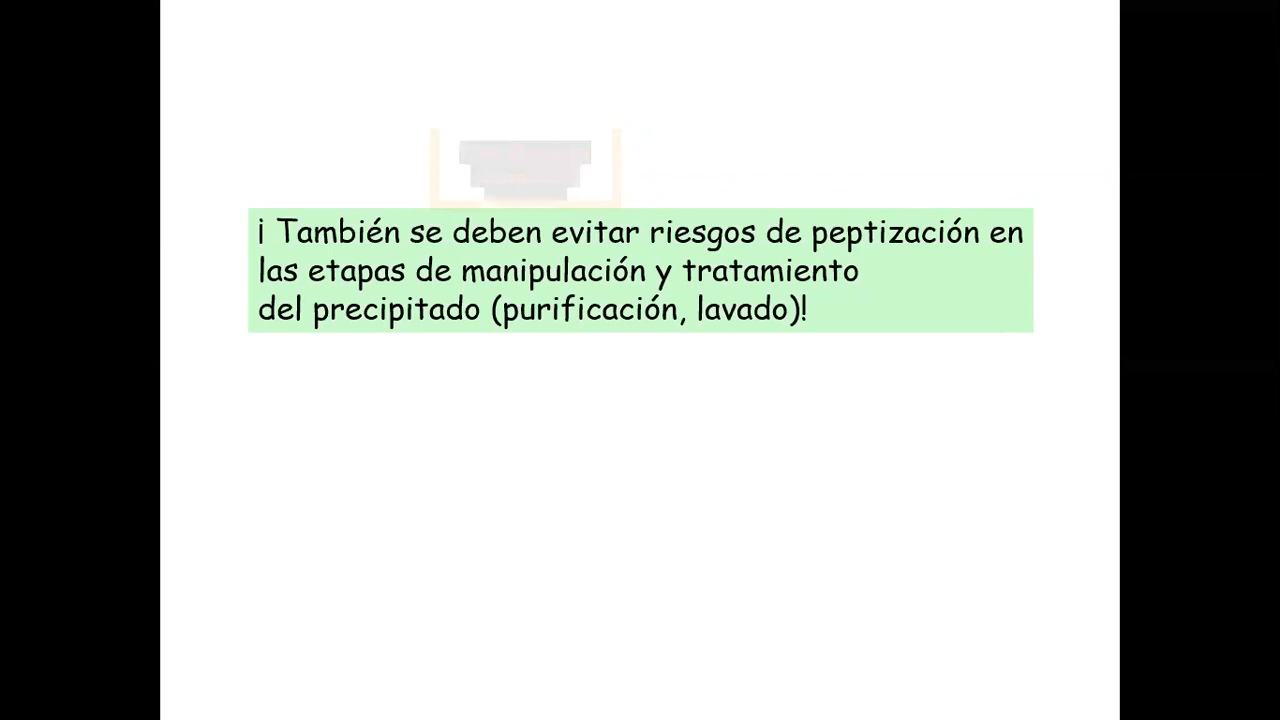 ¡ También se deben evitar riesgos de peptización en
las etapas de manipulación y tratamiento
del precipitado (purificación, lavado)!